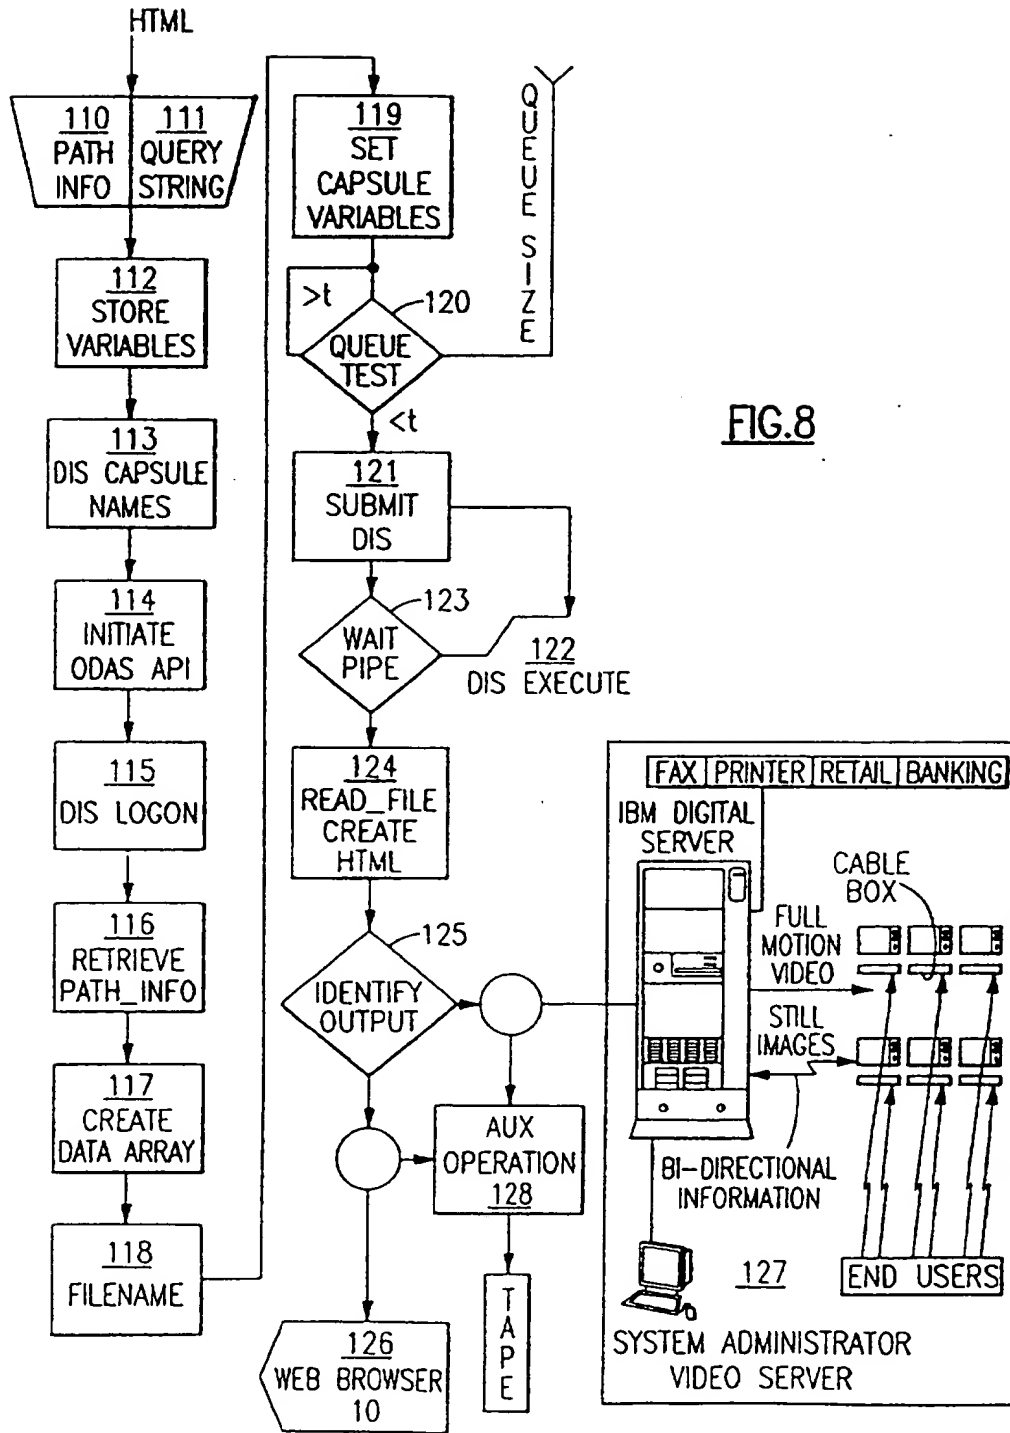 HTML
110
PATH
INFO
111
QUERY
STRING
112
STORE
VARIABLES
113
DIS CAPSULE
NAMES
114
INITIATE
ODAS API
115
DIS LOGON
116
RETRIEVE
PATH_INFO
117
CREATE
DATA ARRAY
118
FILENAME
119
SET
CAPSULE
VARIABLES
QUEUE SIZE
>t
120
QUEUE
TEST
<t
121
SUBMIT
DIS
123
WAIT
PIPE
122
DIS EXECUTE
124
READ_FILE
CREATE
HTML
125
IDENTIFY
OUTPUT
AUX
OPERATION
128
TAPE
126
WEB BROWSER
10
FIG.8
FAX PRINTER RETAIL BANKING
IBM DIGITAL
SERVER
CABLE
BOX
FULL
MOTION
VIDEO
STILL
IMAGES
BI-DIRECTIONAL
INFORMATION
127
END USERS
SYSTEM ADMINISTRATOR
VIDEO SERVER